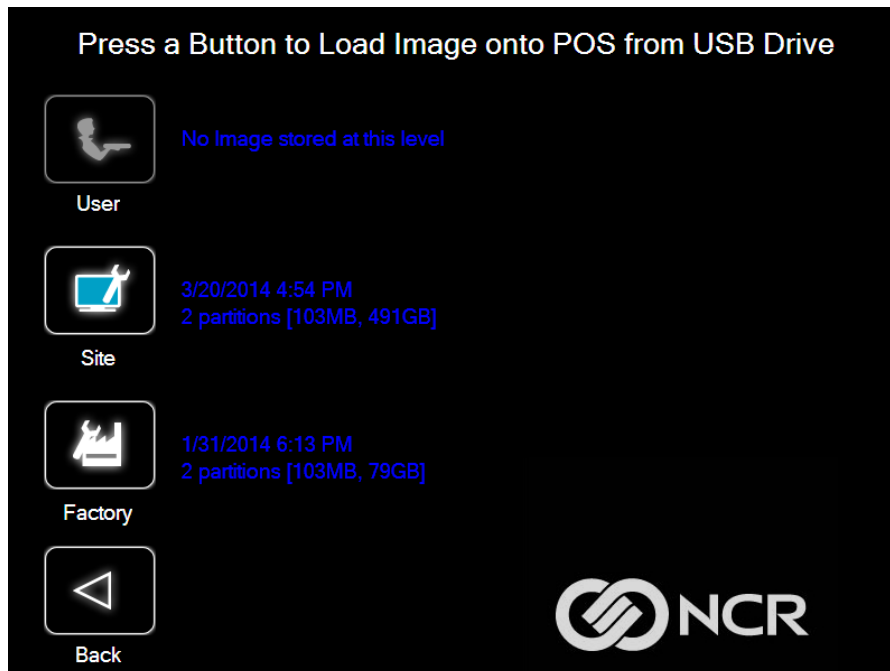 Press a Button to Load Image onto POS from USB Drive
No Image stored at this level
User
3/20/2014 4:54 PM
2 partitions [103MB, 491GB]
Site
1/31/2014 6:13 PM
2 partitions [103MB, 79GB]
Factory
Back
NCR